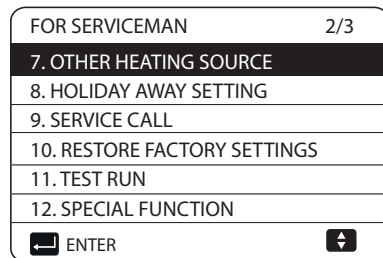 FOR SERVICEMAN 2/3
7. OTHER HEATING SOURCE
8. HOLIDAY AWAY SETTING
9. SERVICE CALL
10. RESTORE FACTORY SETTINGS
11. TEST RUN
12. SPECIAL FUNCTION
ENTER